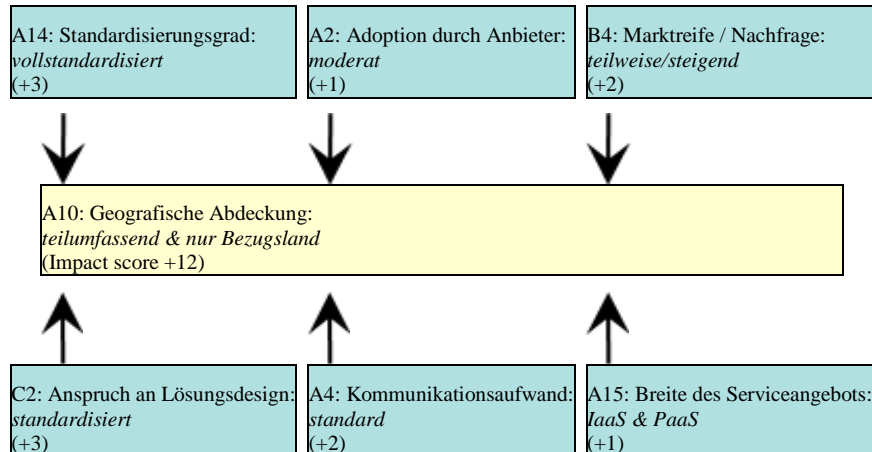 A14: Standardisierungsgrad:
vollstandardisiert
(+3)
A2: Adoption durch Anbieter:
moderat
(+1)
B4: Marktreife / Nachfrage:
teilweise/steigend
(+2)
A10: Geografische Abdeckung:
teilumfassend & nur Bezugsland
(Impact score +12)
C2: Anspruch an Lösungsdesign:
standardisiert
(+3)
A4: Kommunikationsaufwand:
standard
(+2)
A15: Breite des Serviceangebots:
IaaS & PaaS
(+1)